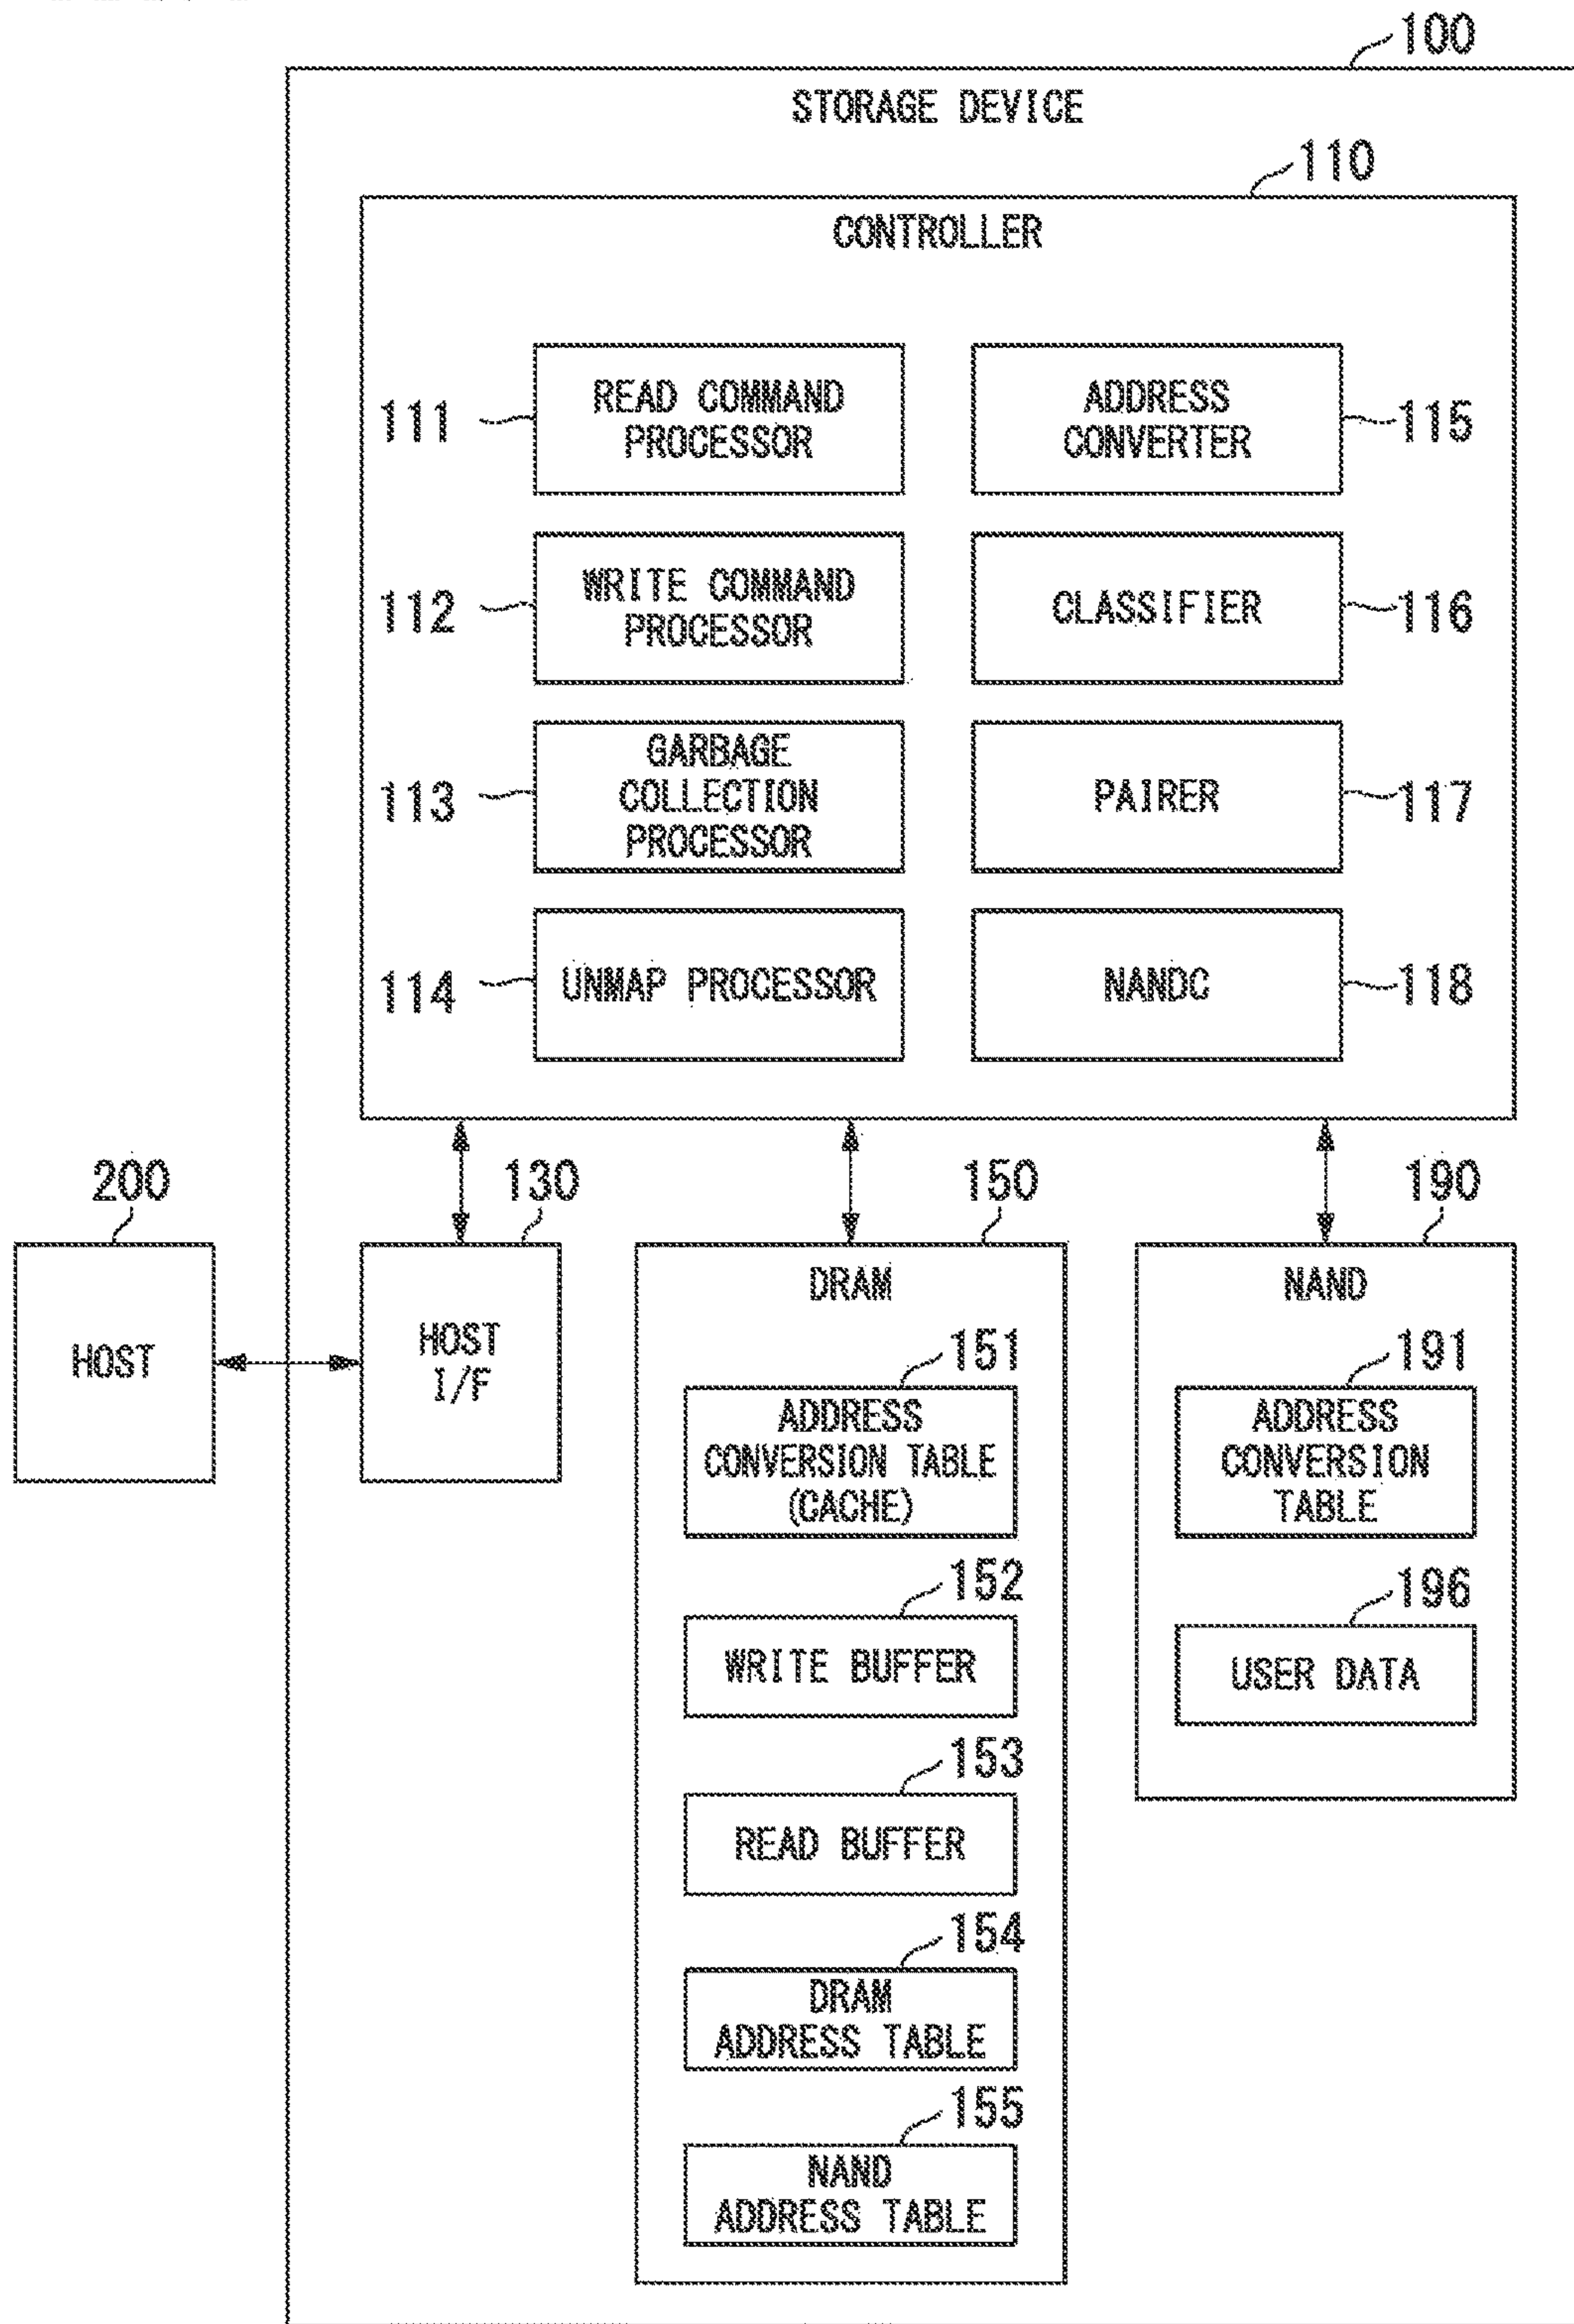 100
STORAGE DEVICE
110
CONTROLLER
111
READ COMMAND
PROCESSOR
ADDRESS
CONVERTER
115
112
WRITE COMMAND
PROCESSOR
CLASSIFIER
116
113
GARBAGE
COLLECTION
PROCESSOR
PAIRER
117
114
UNMAP PROCESSOR
NANDC
118
200
130
150
190
HOST
HOST
I/F
DRAM
151
ADDRESS
CONVERSION TABLE
(CACHE)
152
WRITE BUFFER
153
READ BUFFER
154
DRAM
ADDRESS TABLE
155
NAND
ADDRESS TABLE
NAND
191
ADDRESS
CONVERSION
TABLE
196
USER DATA